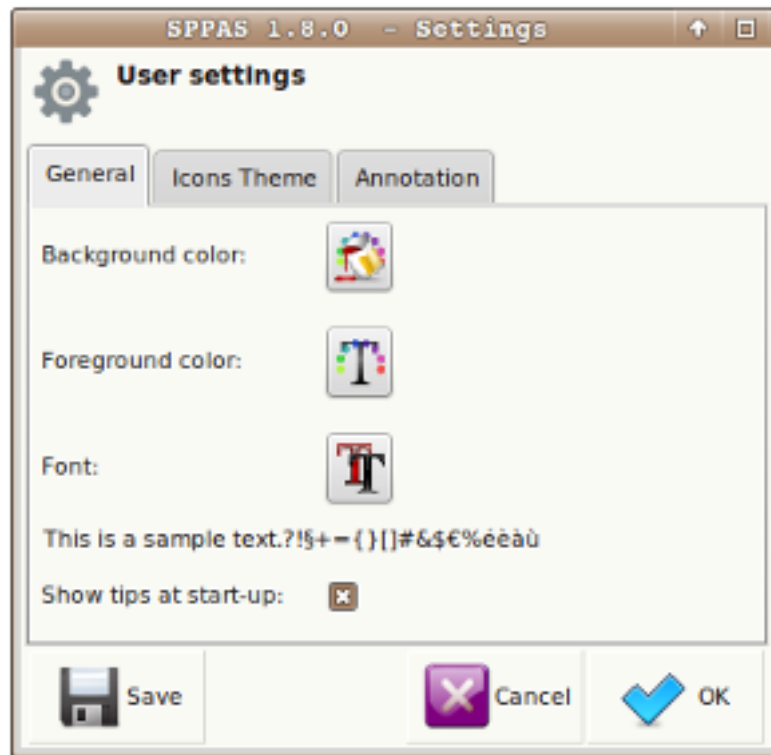 SPPAS 1.8.0 - Settings
User settings
General Icons Theme Annotation
Background color:
Foreground color:
Font:
This is a sample text.?!§+={}[]#&$€%éèàù
Show tips at start-up:
Save Cancel OK